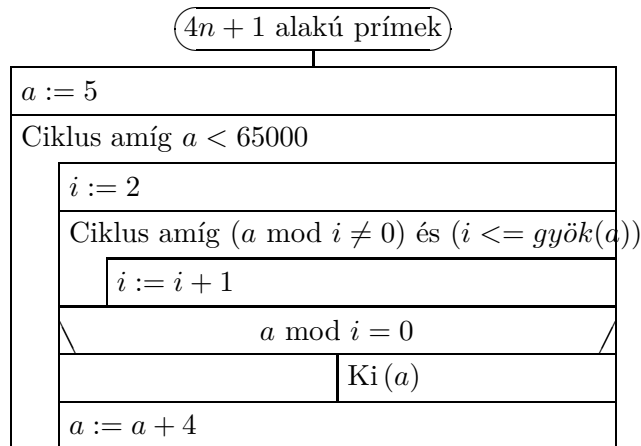 4n + 1 alakú prímek
a := 5
Ciklus amíg a < 65000
i := 2
Ciklus amíg (a mod i ≠ 0) és (i <= gyök(a))
i := i + 1
a mod i = 0
Ki (a)
a := a + 4